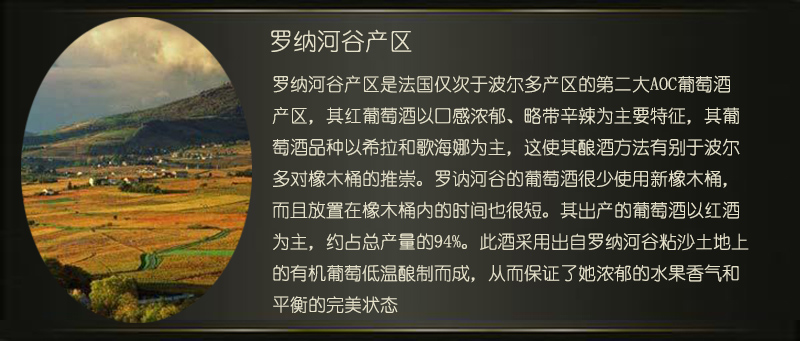 罗纳河谷产区
罗纳河谷产区是法国仅次于波尔多产区的第二大AOC葡萄酒
产区，其红葡萄酒以口感浓郁、略带辛辣为主要特征，其葡
萄酒品种以希拉和歌海娜为主，这使其酿酒方法有别于波尔
多对橡木桶的推崇。罗讷河谷的葡萄酒很少使用新橡木桶，
而且放置在橡木桶内的时间也很短。其出产的葡萄酒以红酒
为主，约占总产量的94%。此酒采用出自罗纳河谷粘沙土地上
的有机葡萄低温酿制而成，从而保证了她浓郁的水果香气和
平衡的完美状态